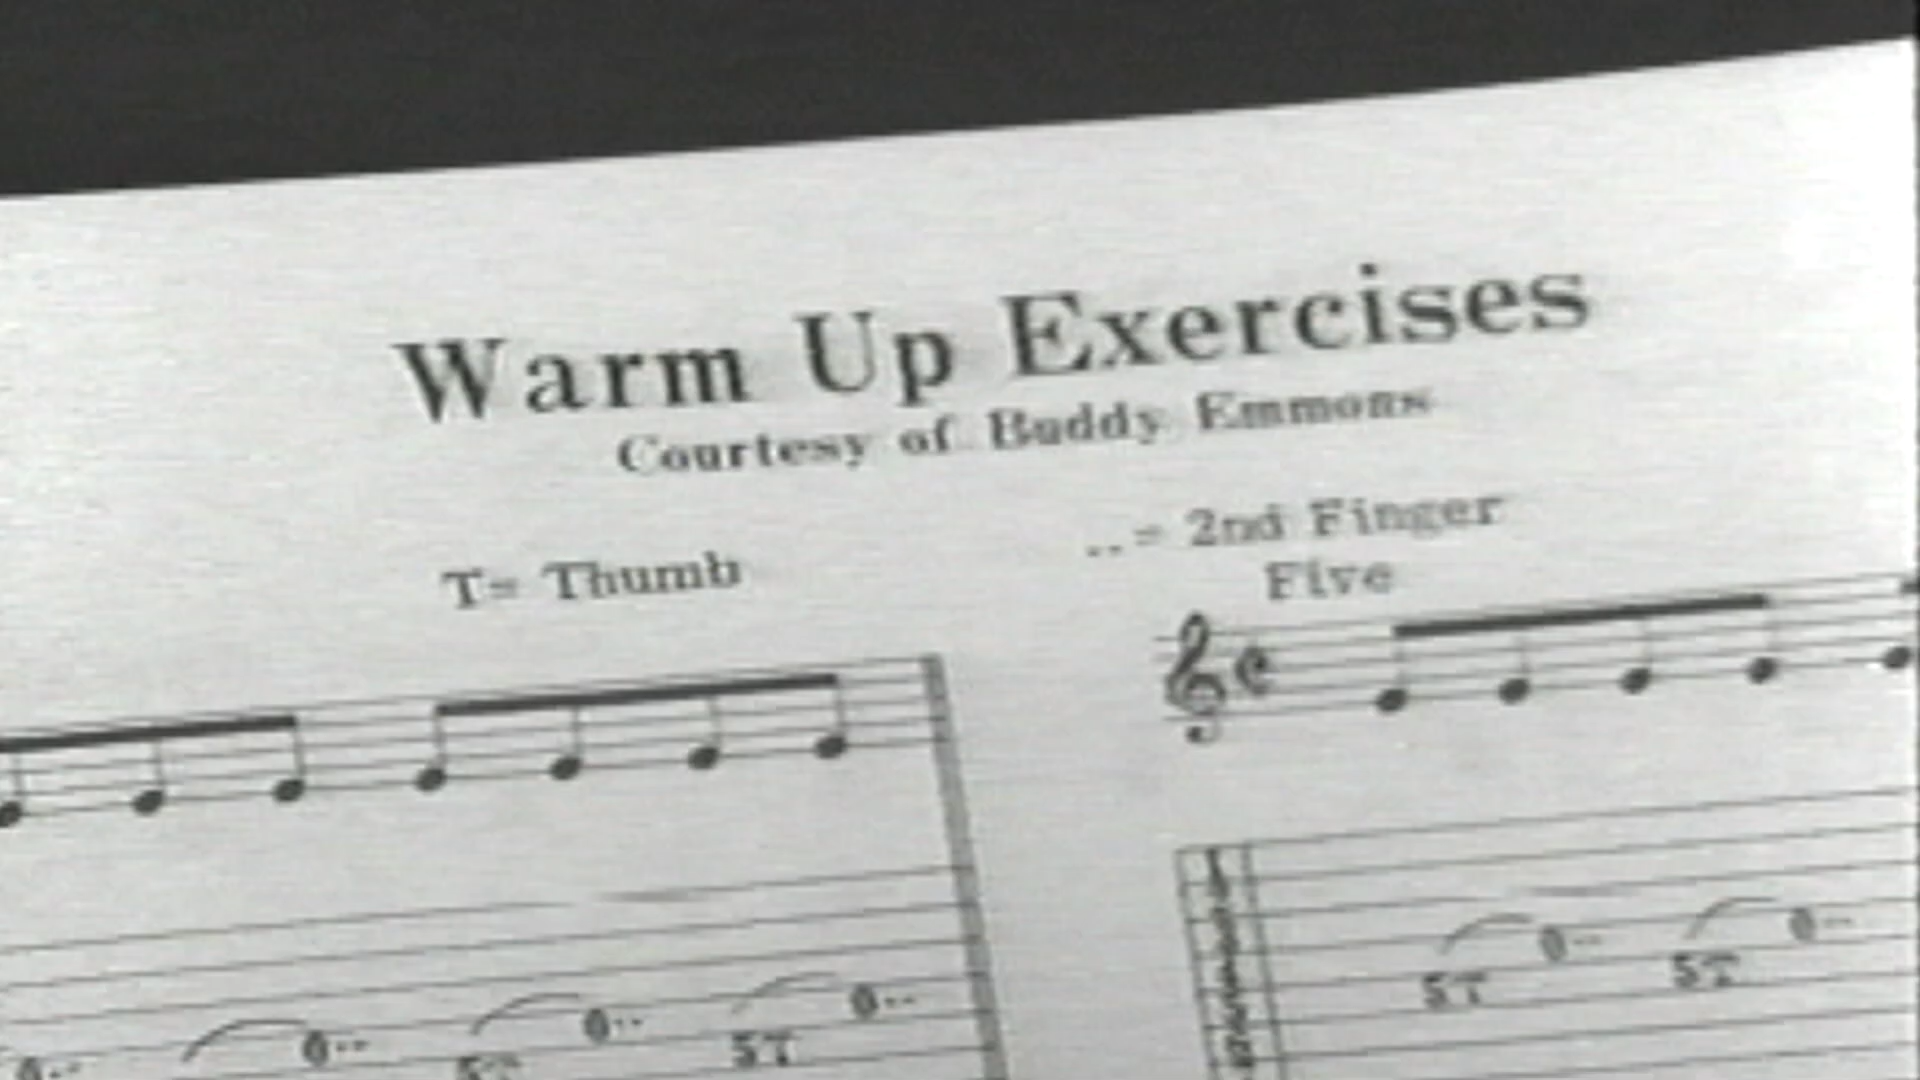 Warm Up Exercises
Courtesy of Buddy Emmons
T= Thumb
..= 2nd Finger
Five
0..
5T
0..
5T
0..
0..
5T
0..
5T
0..